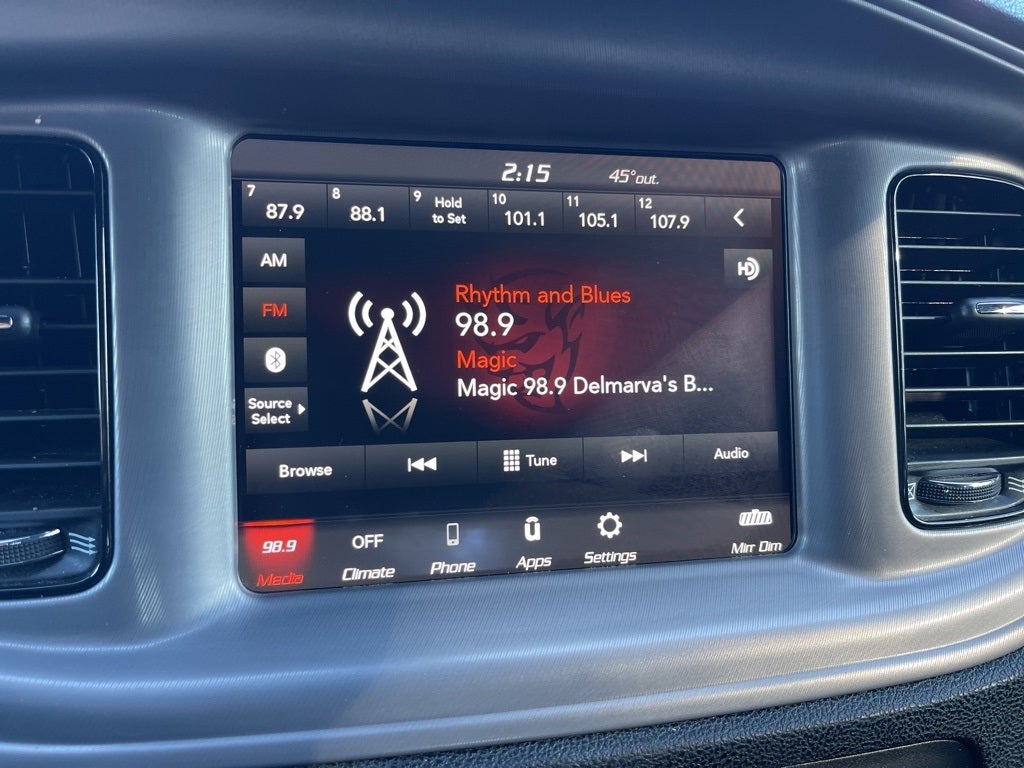 2:15 45°out.
7 87.9
8 88.1
9 Hold to Set
10 101.1
11 105.1
12 107.9
AM
HD
FM
Rhythm and Blues
98.9
Magic
Magic 98.9 Delmarva's B...
Source
Select
Browse Tune Audio
98.9 OFF
Media Climate Phone Apps Settings Mirr Dim